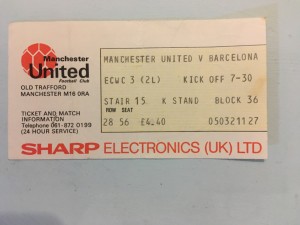 Manchester
United
Football Club
OLD TRAFFORD
MANCHESTER M16 0RA
TICKET AND MATCH
INFORMATION
Telephone 061-872 0199
(24 HOUR SERVICE)
MANCHESTER UNITED V BARCELONA
ECWC 3 (2L) KICK OFF 7-30
STAIR 15 K STAND BLOCK 36
ROW SEAT
28 56 £4.40 050321127
SHARP ELECTRONICS (UK) LTD